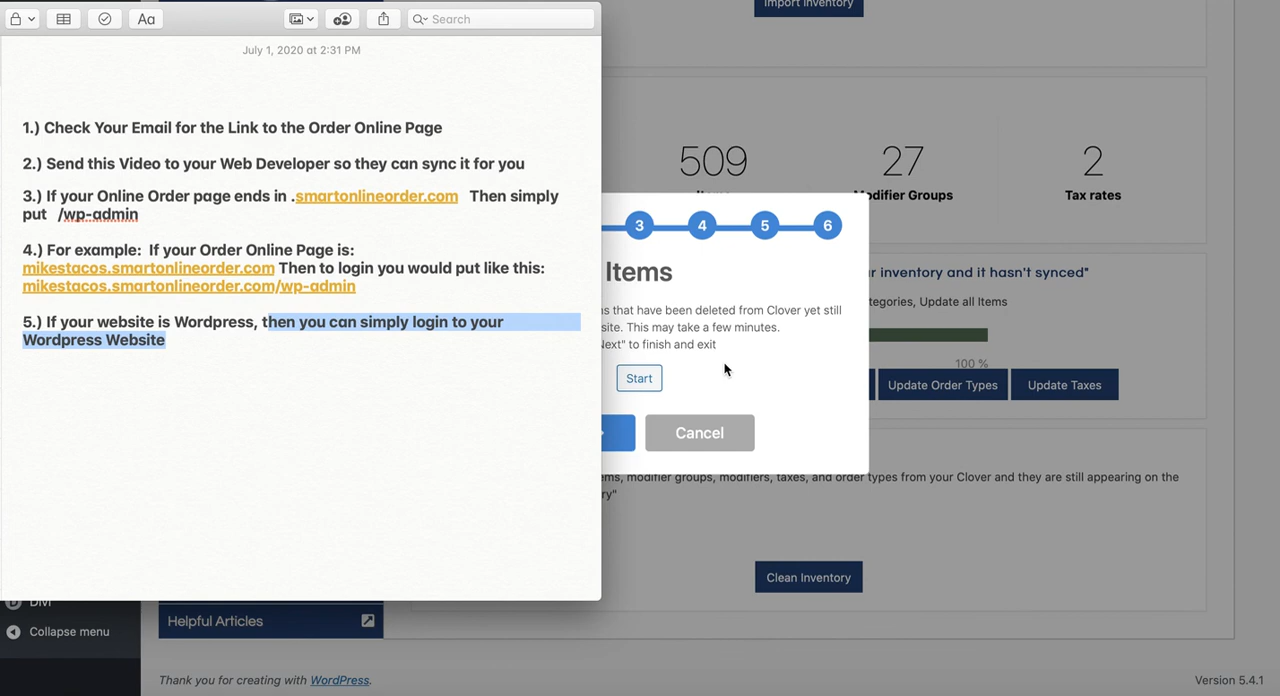 Aa
Search
July 1, 2020 at 2:31 PM
1.) Check Your Email for the Link to the Order Online Page
2.) Send this Video to your Web Developer so they can sync it for you
3.) If your Online Order page ends in .smartonlineorder.com Then simply
put /wp-admin
4.) For example: If your Order Online Page is:
mikestacos.smartonlineorder.com Then to login you would put like this:
mikestacos.smartonlineorder.com/wp-admin
5.) If your website is Wordpress, then you can simply login to your
Wordpress Website
Import Inventory
509
27
2
Modifier Groups
Tax rates
3
4
5
6
Items
ns that have been deleted from Clover yet still
site. This may take a few minutes.
Next" to finish and exit
Start
Cancel
r inventory and it hasn't synced"
tegories, Update all Items
100 %
Update Order Types
Update Taxes
ems, modifier groups, modifiers, taxes, and order types from your Clover and they are still appearing on the
ry"
Clean Inventory
Divi
Collapse menu
Helpful Articles
Thank you for creating with WordPress.
Version 5.4.1